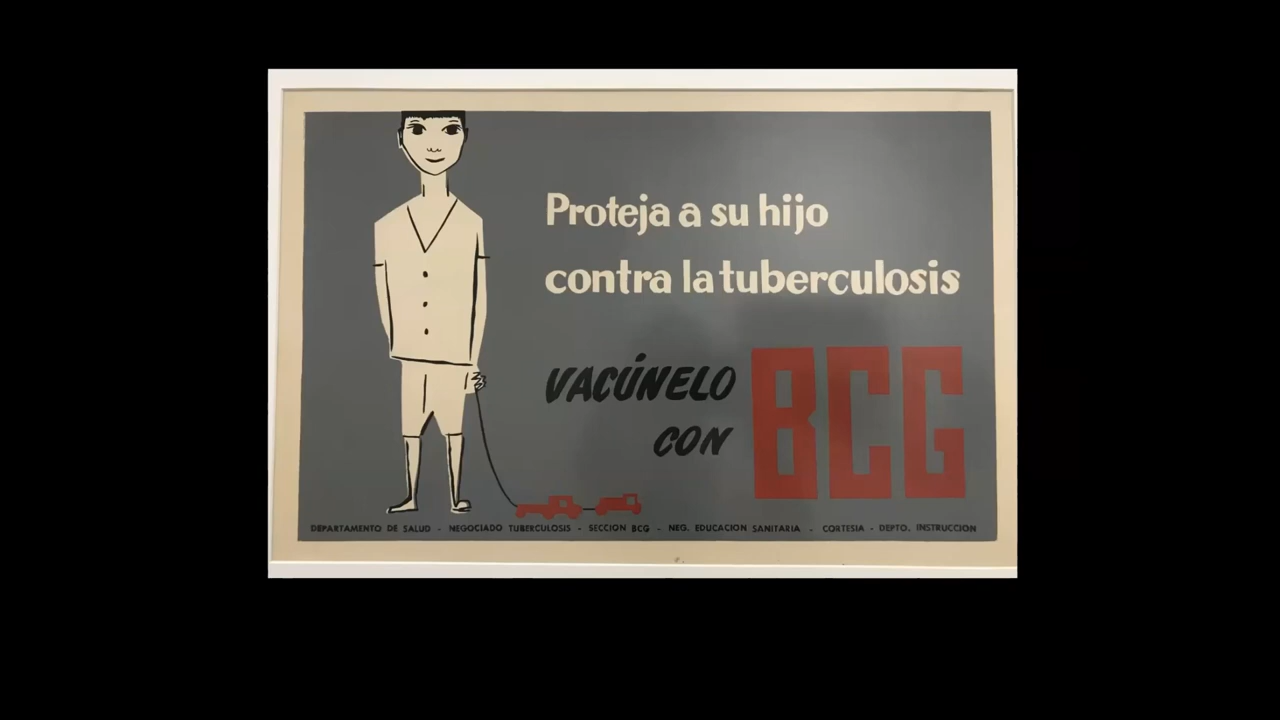 Proteja a su hijo
contra la tuberculosis
VACÚNELO
CON BCG
DEPARTAMENTO DE SALUD - NEGOCIADO TUBERCULOSIS - SECCION BCG - NEG. EDUCACION SANITARIA - CORTESIA - DEPTO. INSTRUCCION